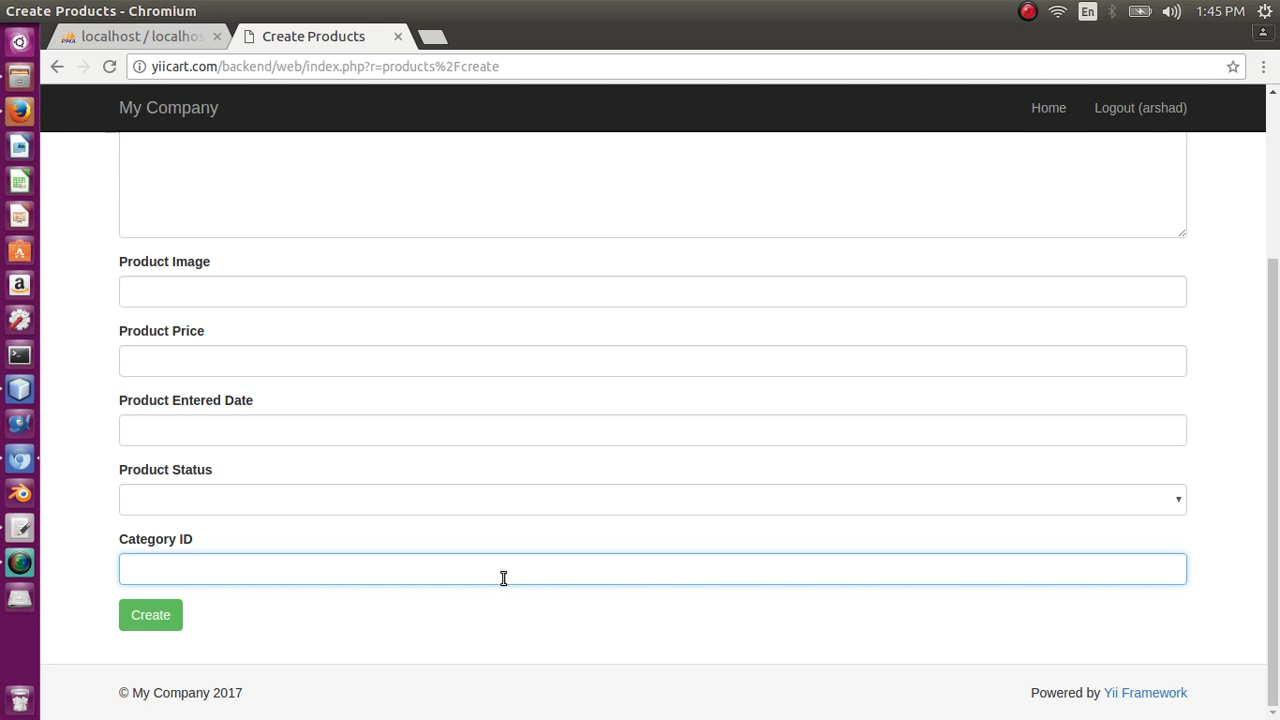 Create Products - Chromium
En
1:45 PM
localhost / localhos
Create Products
yiicart.com/backend/web/index.php?r=products%2Fcreate
My Company
Home
Logout (arshad)
Product Image
Product Price
Product Entered Date
Product Status
Category ID
Create
© My Company 2017
Powered by Yii Framework